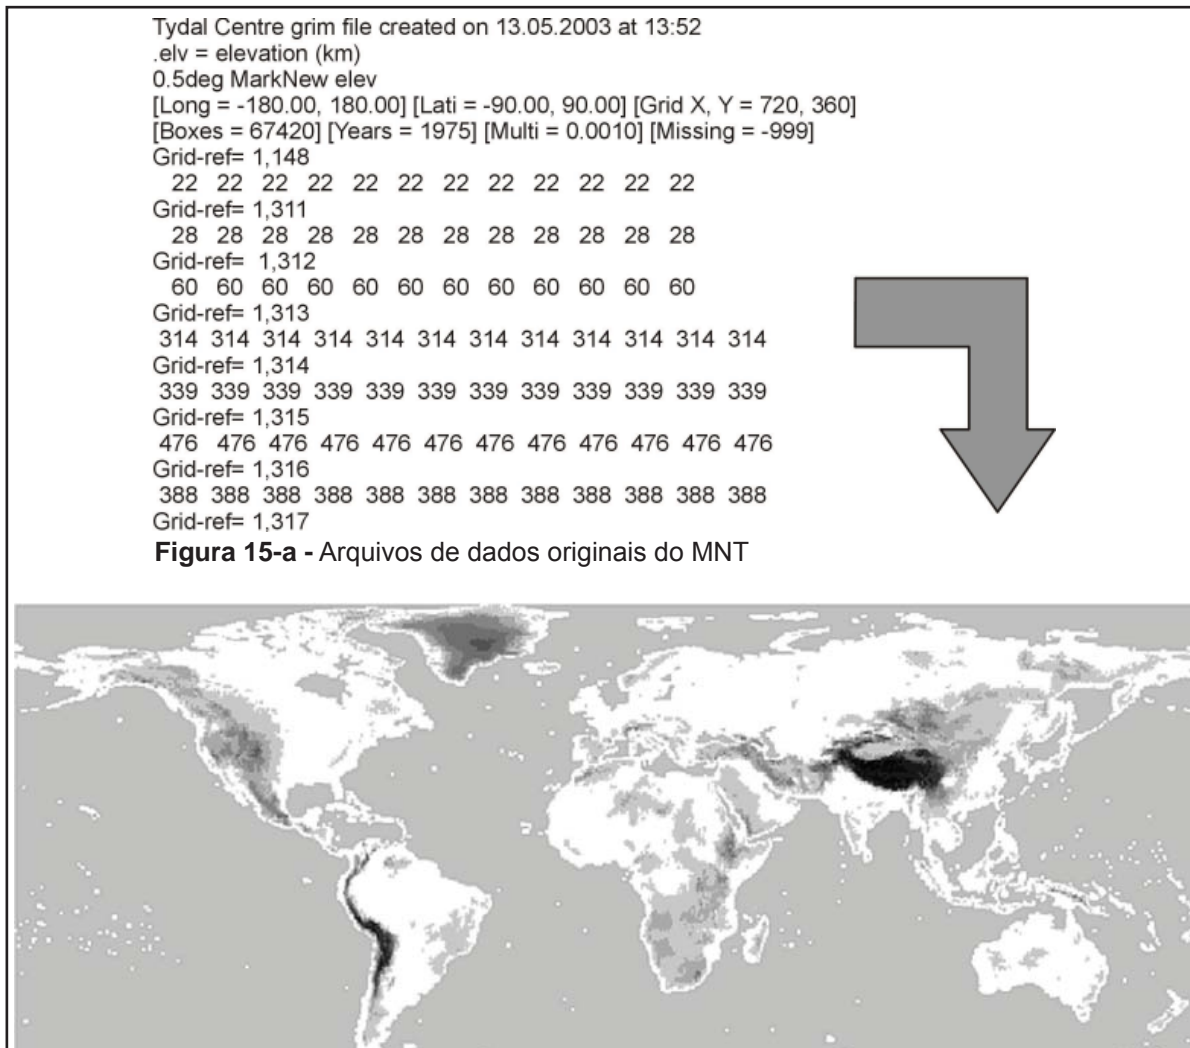 Tydal Centre grim file created on 13.05.2003 at 13:52
.elv = elevation (km)
0.5deg MarkNew elev
[Long = -180.00, 180.00] [Lati = -90.00, 90.00] [Grid X, Y = 720, 360]
[Boxes = 67420] [Years = 1975] [Multi = 0.0010] [Missing = -999]
Grid-ref= 1,148
22 22 22 22 22 22 22 22 22 22 22 22
Grid-ref= 1,311
28 28 28 28 28 28 28 28 28 28 28 28
Grid-ref= 1,312
60 60 60 60 60 60 60 60 60 60 60 60
Grid-ref= 1,313
314 314 314 314 314 314 314 314 314 314 314 314
Grid-ref= 1,314
339 339 339 339 339 339 339 339 339 339 339 339
Grid-ref= 1,315
476 476 476 476 476 476 476 476 476 476 476 476
Grid-ref= 1,316
388 388 388 388 388 388 388 388 388 388 388 388
Grid-ref= 1,317
Figura 15-a - Arquivos de dados originais do MNT